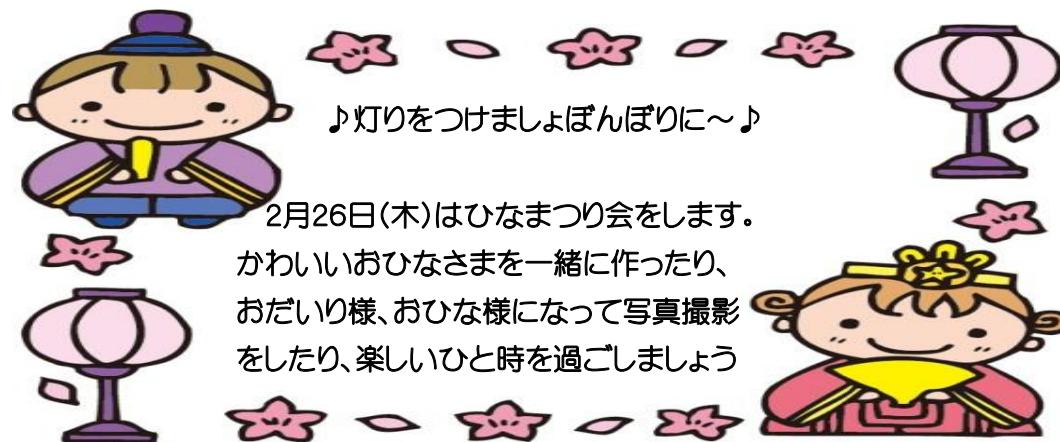 ♪灯りをつけましょぼんぼりに～♪
2月26日(木)はひなまつり会をします。
かわいいおひなさまを一緒に作ったり、
おだいり様、おひな様になって写真撮影
をしたり、楽しいひと時を過ごしましょう